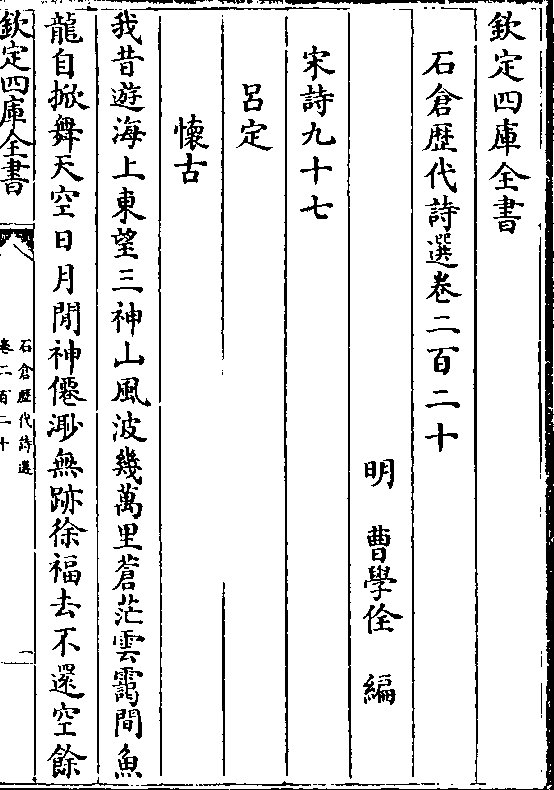 欽定四庫全書
石倉歴代詩選卷二百二十
明　曹學佺　編
宋詩九十七
呂定
懷古
我昔遊海上東望三神山風波幾萬里蒼茫雲靄間魚
龍自掀舞天空日月閒神僊渺無跡徐福去不還空餘
欽定四庫全書
石倉歴代詩選
卷二百二十
一